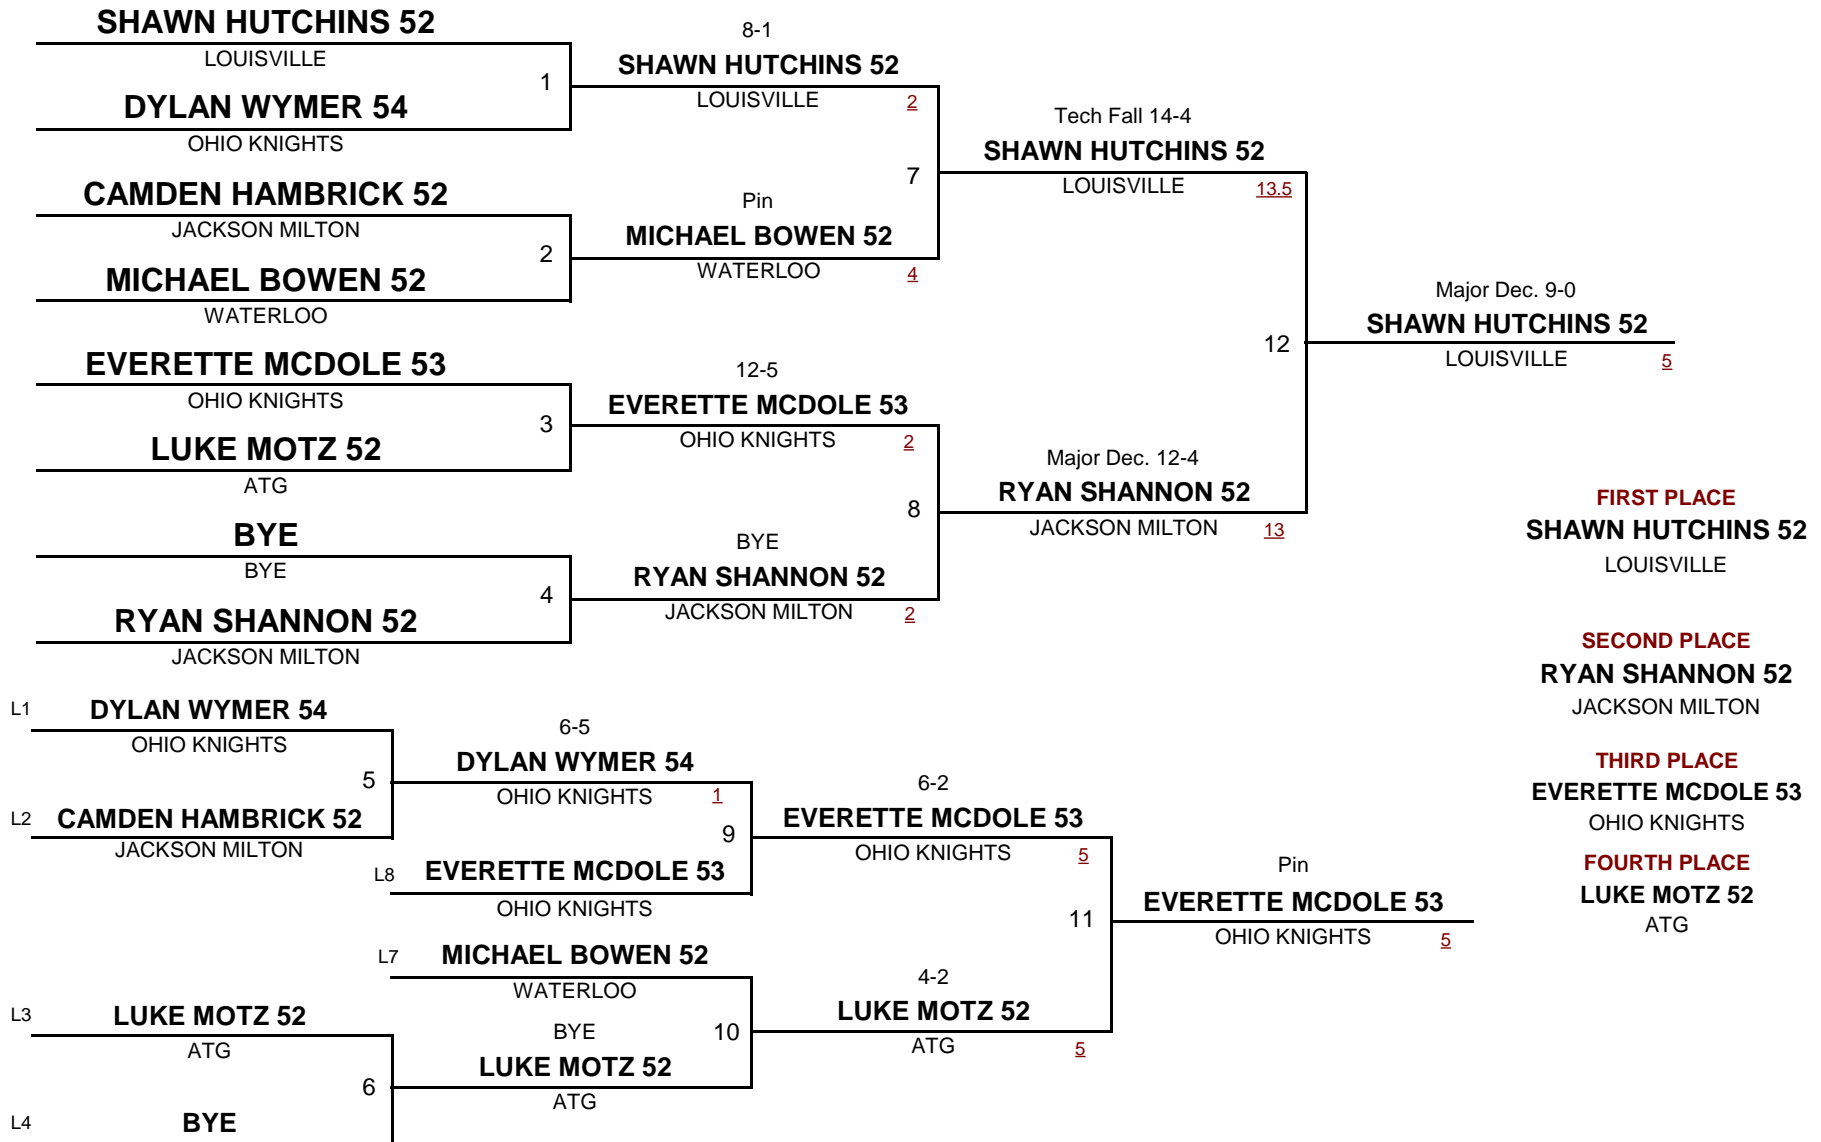 SHAWN HUTCHINS 52
LOUISVILLE
1
DYLAN WYMER 54
OHIO KNIGHTS
CAMDEN HAMBRICK 52
JACKSON MILTON
2
MICHAEL BOWEN 52
WATERLOO
EVERETTE MCDOLE 53
OHIO KNIGHTS
3
LUKE MOTZ 52
ATG
BYE
BYE
4
RYAN SHANNON 52
JACKSON MILTON
8-1
SHAWN HUTCHINS 52
LOUISVILLE 2
7
Pin
MICHAEL BOWEN 52
WATERLOO 4
12-5
EVERETTE MCDOLE 53
OHIO KNIGHTS 2
8
BYE
RYAN SHANNON 52
JACKSON MILTON 2
Tech Fall 14-4
SHAWN HUTCHINS 52
LOUISVILLE 13.5
12
Major Dec. 12-4
RYAN SHANNON 52
JACKSON MILTON 13
Major Dec. 9-0
SHAWN HUTCHINS 52
LOUISVILLE 5
FIRST PLACE
SHAWN HUTCHINS 52
LOUISVILLE
SECOND PLACE
RYAN SHANNON 52
JACKSON MILTON
THIRD PLACE
EVERETTE MCDOLE 53
OHIO KNIGHTS
FOURTH PLACE
LUKE MOTZ 52
ATG
L1 DYLAN WYMER 54
OHIO KNIGHTS
5
L2 CAMDEN HAMBRICK 52
JACKSON MILTON
6-5
DYLAN WYMER 54
OHIO KNIGHTS 1
9
L8 EVERETTE MCDOLE 53
OHIO KNIGHTS
L7 MICHAEL BOWEN 52
WATERLOO
10
L3 LUKE MOTZ 52
ATG
6
L4 BYE
BYE
LUKE MOTZ 52
ATG
6-2
EVERETTE MCDOLE 53
OHIO KNIGHTS 5
11
4-2
LUKE MOTZ 52
ATG 5
Pin
EVERETTE MCDOLE 53
OHIO KNIGHTS 5